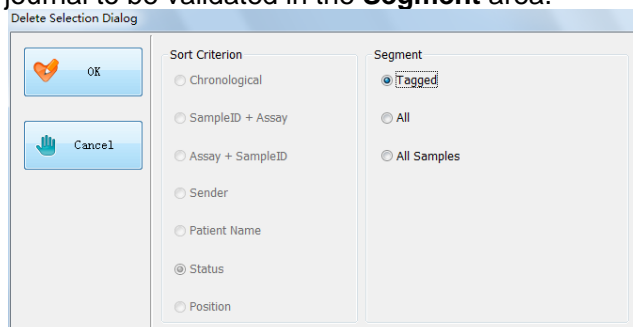 journal to be validated in the Segment area.
Delete Selection Dialog
OK
Cancel
Sort Criterion
Chronological
SampleID + Assay
Assay + SampleID
Sender
Patient Name
Status
Position
Segment
Tagged
All
All Samples